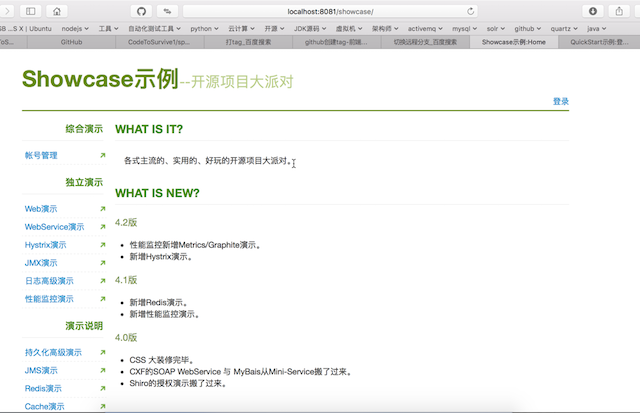 localhost:8081/showcase/
SB ...S X | Ubuntu nodejs 工具 自动化测试工具 python 云计算 开源 JDK源码 虚拟机 架构师 activemq mysql solr github quartz java
GitHub CodeToSurvive1/sp... 打tag_百度搜索 github创建tag-前端... 切换远程分支_百度搜索 Showcase示例:Home QuickStart示例:登...
Showcase示例--开源项目大派对
登录
综合演示
帐号管理
独立演示
Web演示
WebService演示
Hystrix演示
JMX演示
日志高级演示
性能监控演示
演示说明
持久化高级演示
JMS演示
Redis演示
Cache演示
WHAT IS IT?
各式主流的、实用的、好玩的开源项目大派对。
WHAT IS NEW?
4.2版
性能监控新增Metrics/Graphite演示。
新增Hystrix演示。
4.1版
新增Redis演示。
新增性能监控演示。
4.0版
CSS 大装修完毕。
CXF的SOAP WebService 与 MyBais从Mini-Service搬了过来。
Shiro的授权演示搬了过来。